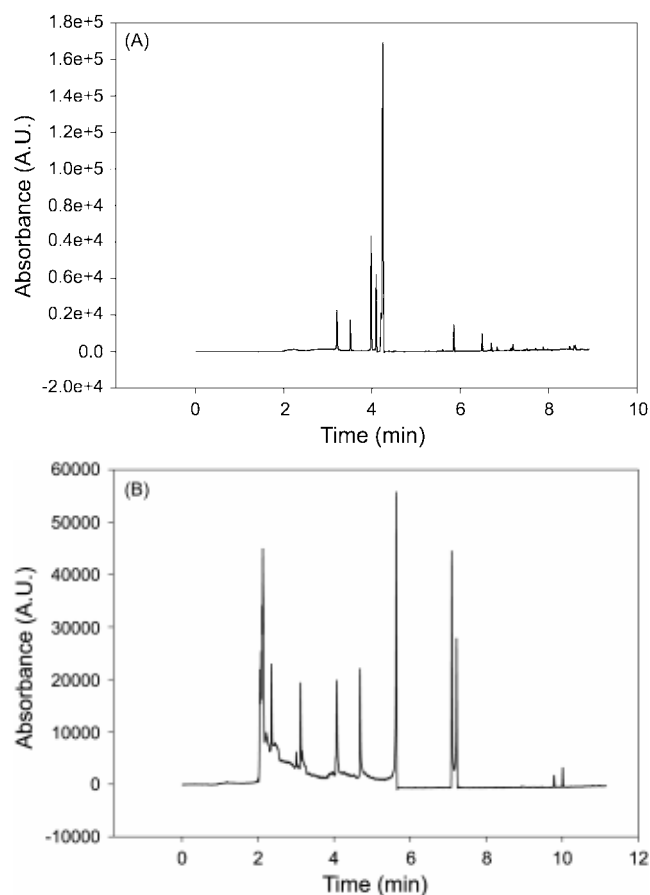 (A)
1.8e+5
1.6e+5
1.4e+5
1.2e+5
1.0e+5
0.8e+4
0.6e+4
0.4e+4
0.2e+4
0.0
-2.0e+4
Absorbance (A.U.)
0 2 4 6 8 10
Time (min)
(B)
60000
50000
40000
30000
20000
10000
0
-10000
Absorbance (A.U.)
0 2 4 6 8 10 12
Time (min)